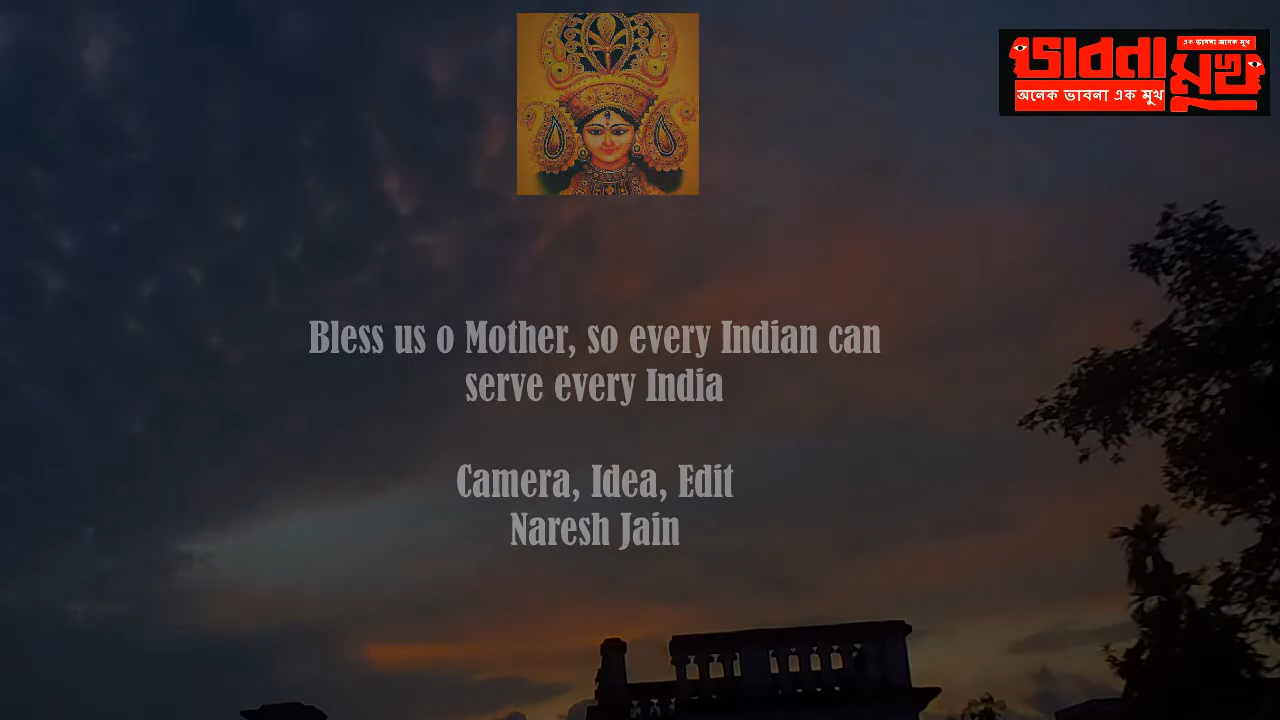 ভাবনা
এক ভাবনা অনেক মুখ
মুখ
অনেক ভাবনা এক মুখ
Bless us o Mother, so every Indian can
serve every India
Camera, Idea, Edit
Naresh Jain